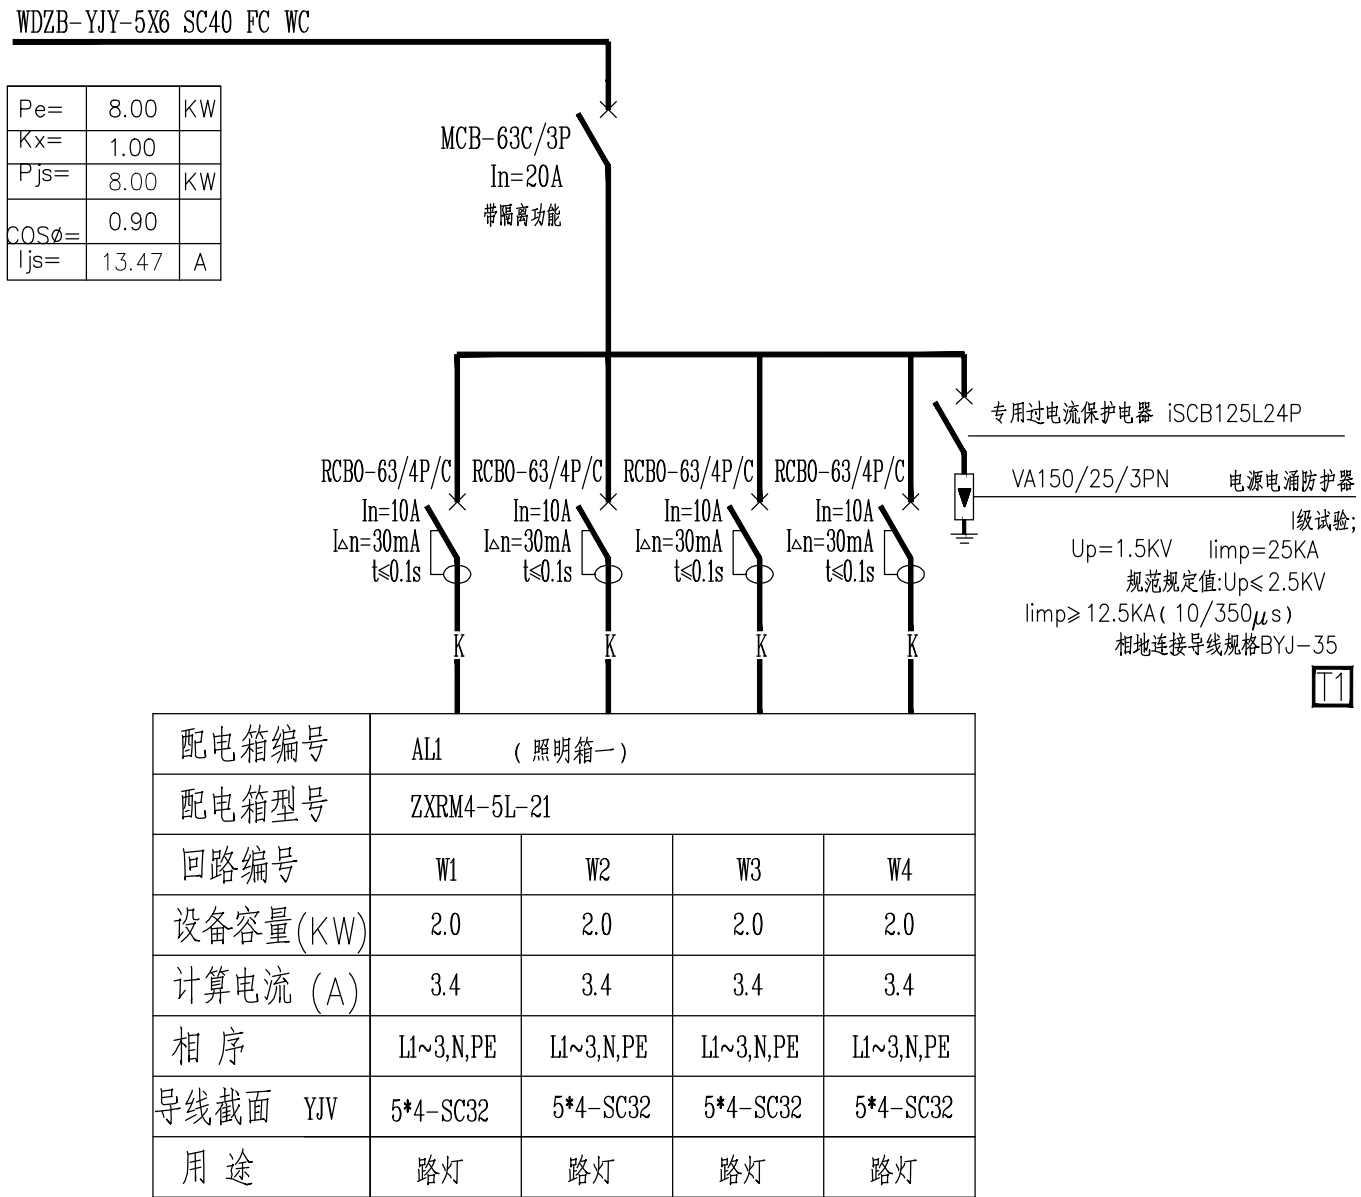 WDZB-YJY-5X6 SC40 FC WC
Pe= 8.00 KW
Kx= 1.00
Pjs= 8.00 KW
COSø= 0.90
Ijs= 13.47 A
MCB-63C/3P
In=20A
带隔离功能
专用过电流保护电器 iSCB125L24P
VA150/25/3PN 电源电涌防护器
I级试验;
Up=1.5KV Iimp=25KA
规范规定值:Up≤2.5KV
Iimp≥12.5KA(10/350μs)
相地连接导线规格BYJ-35
T1
RCBO-63/4P/C RCBO-63/4P/C RCBO-63/4P/C RCBO-63/4P/C
In=10A In=10A In=10A In=10A
I△n=30mA I△n=30mA I△n=30mA I△n=30mA
t≤0.1s t≤0.1s t≤0.1s t≤0.1s
K K K K
配电箱编号 AL1 (照明箱一)
配电箱型号 ZXRM4-5L-21
回路编号 W1 W2 W3 W4
设备容量(KW) 2.0 2.0 2.0 2.0
计算电流 (A) 3.4 3.4 3.4 3.4
相 序 L1~3,N,PE L1~3,N,PE L1~3,N,PE L1~3,N,PE
导线截面 YJV 5*4-SC32 5*4-SC32 5*4-SC32 5*4-SC32
用 途 路灯 路灯 路灯 路灯